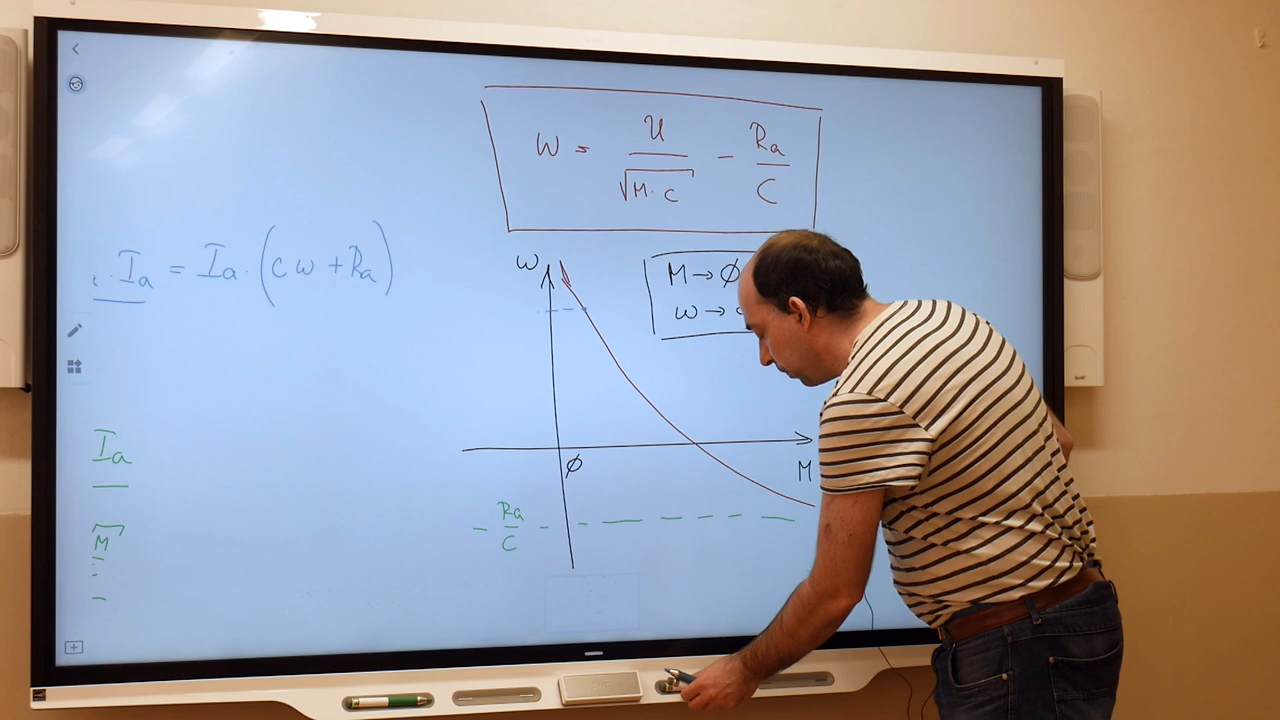 ω = U / √M·c - Ra / C
· Ia = Ia · (cω + Ra)
ω
M → ∅
ω →
Ia
∅
M
- Ra / C
M